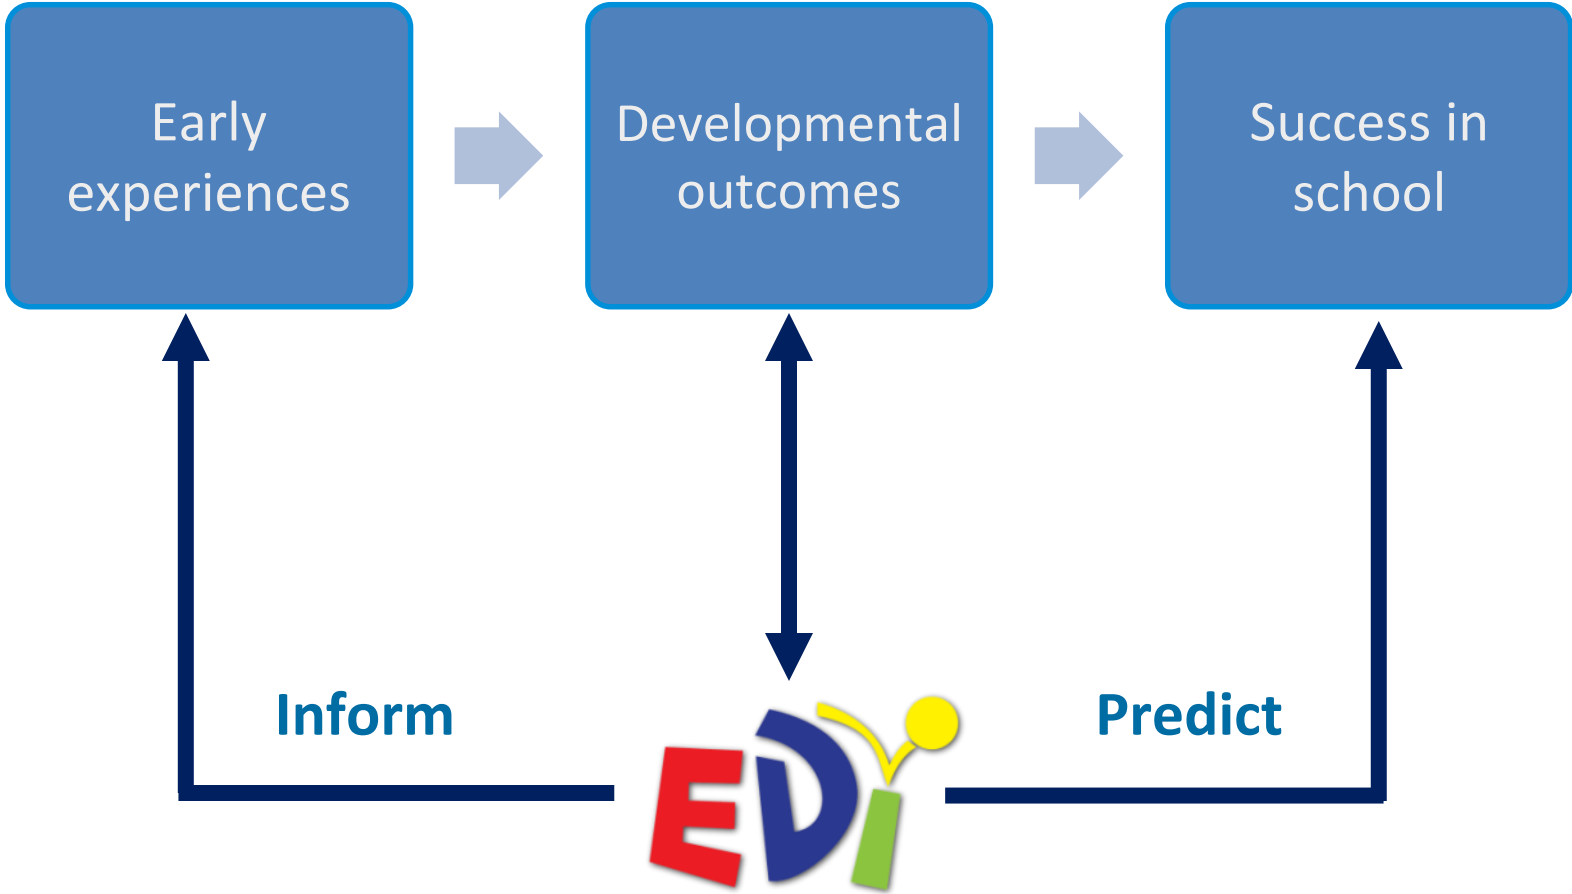 Early
experiences
Developmental
outcomes
Success in
school
Inform
Predict
EDI